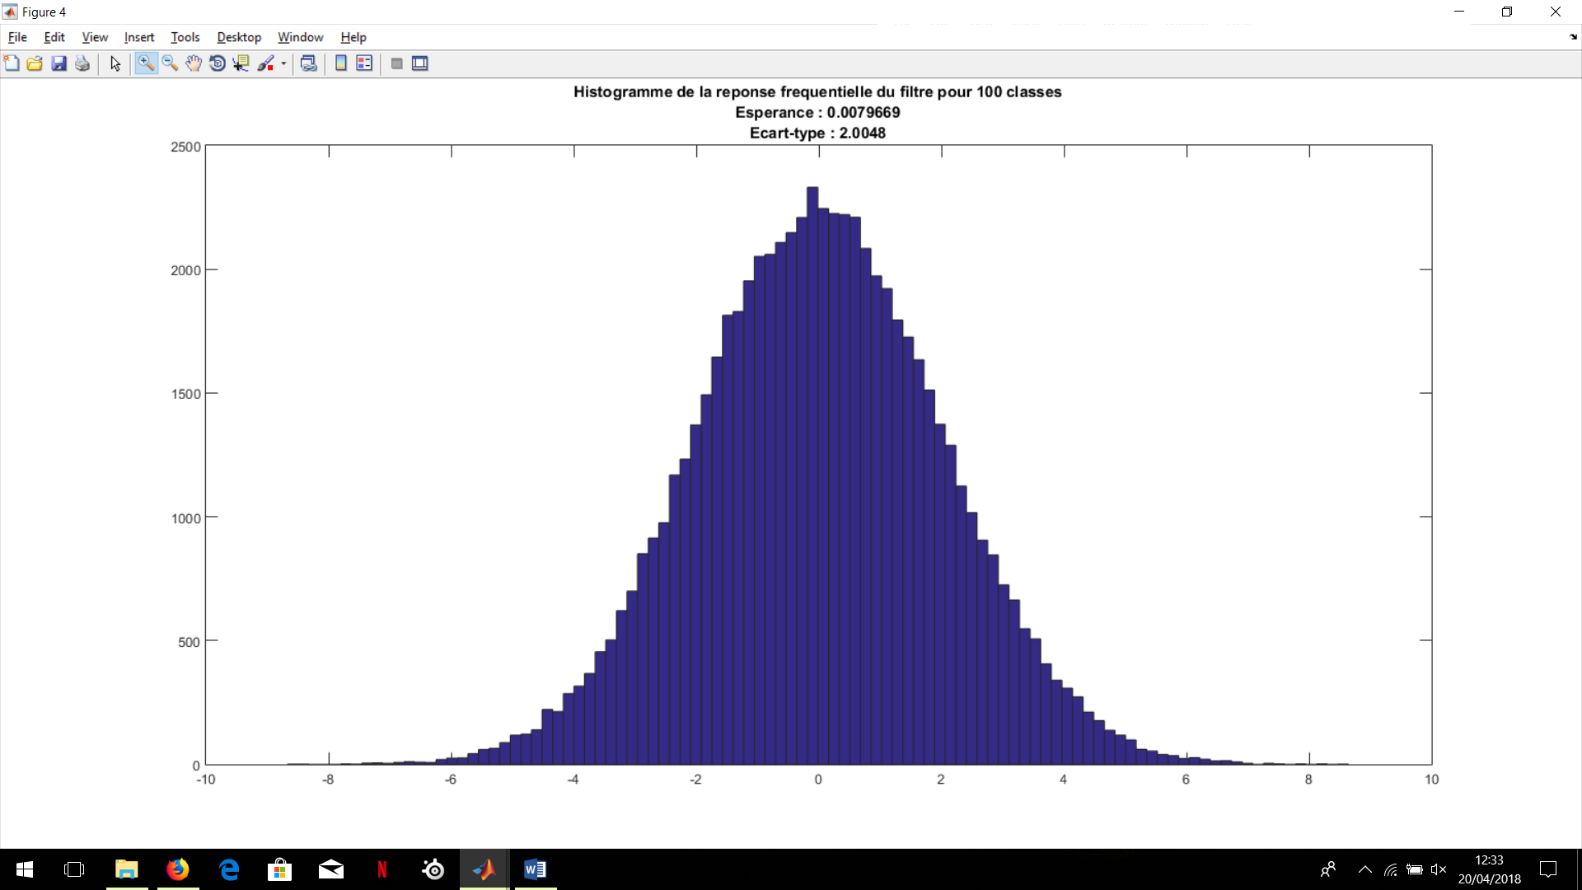 Figure 4
File Edit View Insert Tools Desktop Window Help
Histogramme de la reponse frequentielle du filtre pour 100 classes
Esperance : 0.0079669
Ecart-type : 2.0048
2500
2000
1500
1000
500
0
-10 -8 -6 -4 -2 0 2 4 6 8 10
12:33
20/04/2018